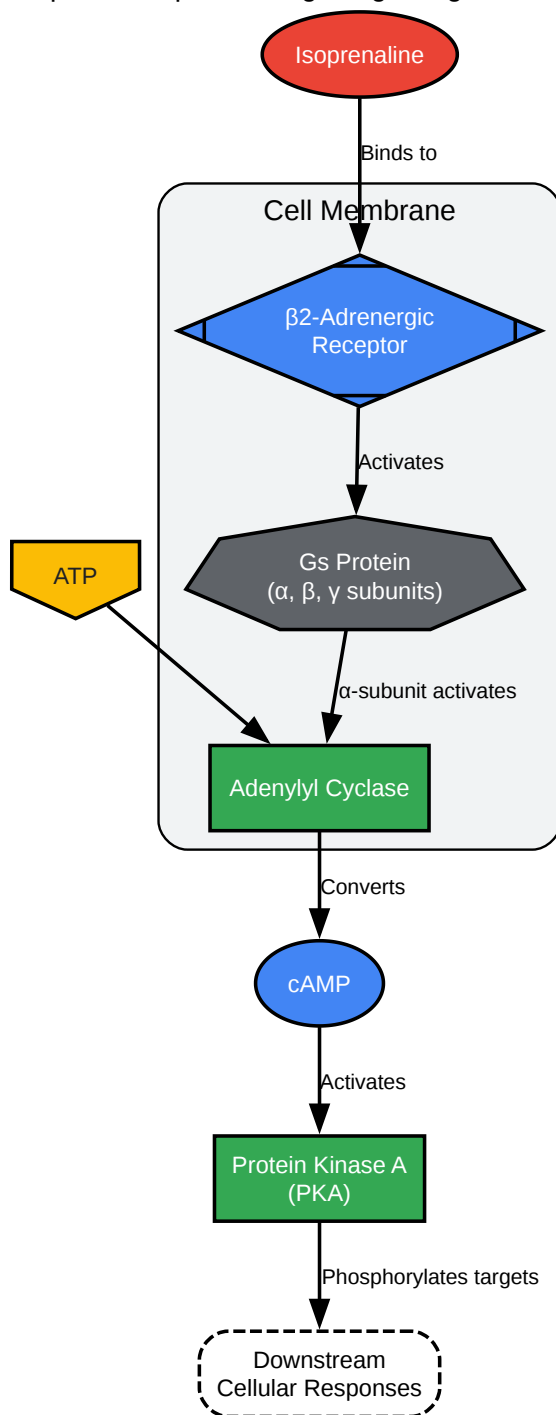 Isoprenaline
Binds to
Cell Membrane
β2-Adrenergic
Receptor
Activates
Gs Protein
(α, β, γ subunits)
ATP
α-subunit activates
Adenylyl Cyclase
Converts
cAMP
Activates
Protein Kinase A
(PKA)
Phosphorylates targets
Downstream
Cellular Responses